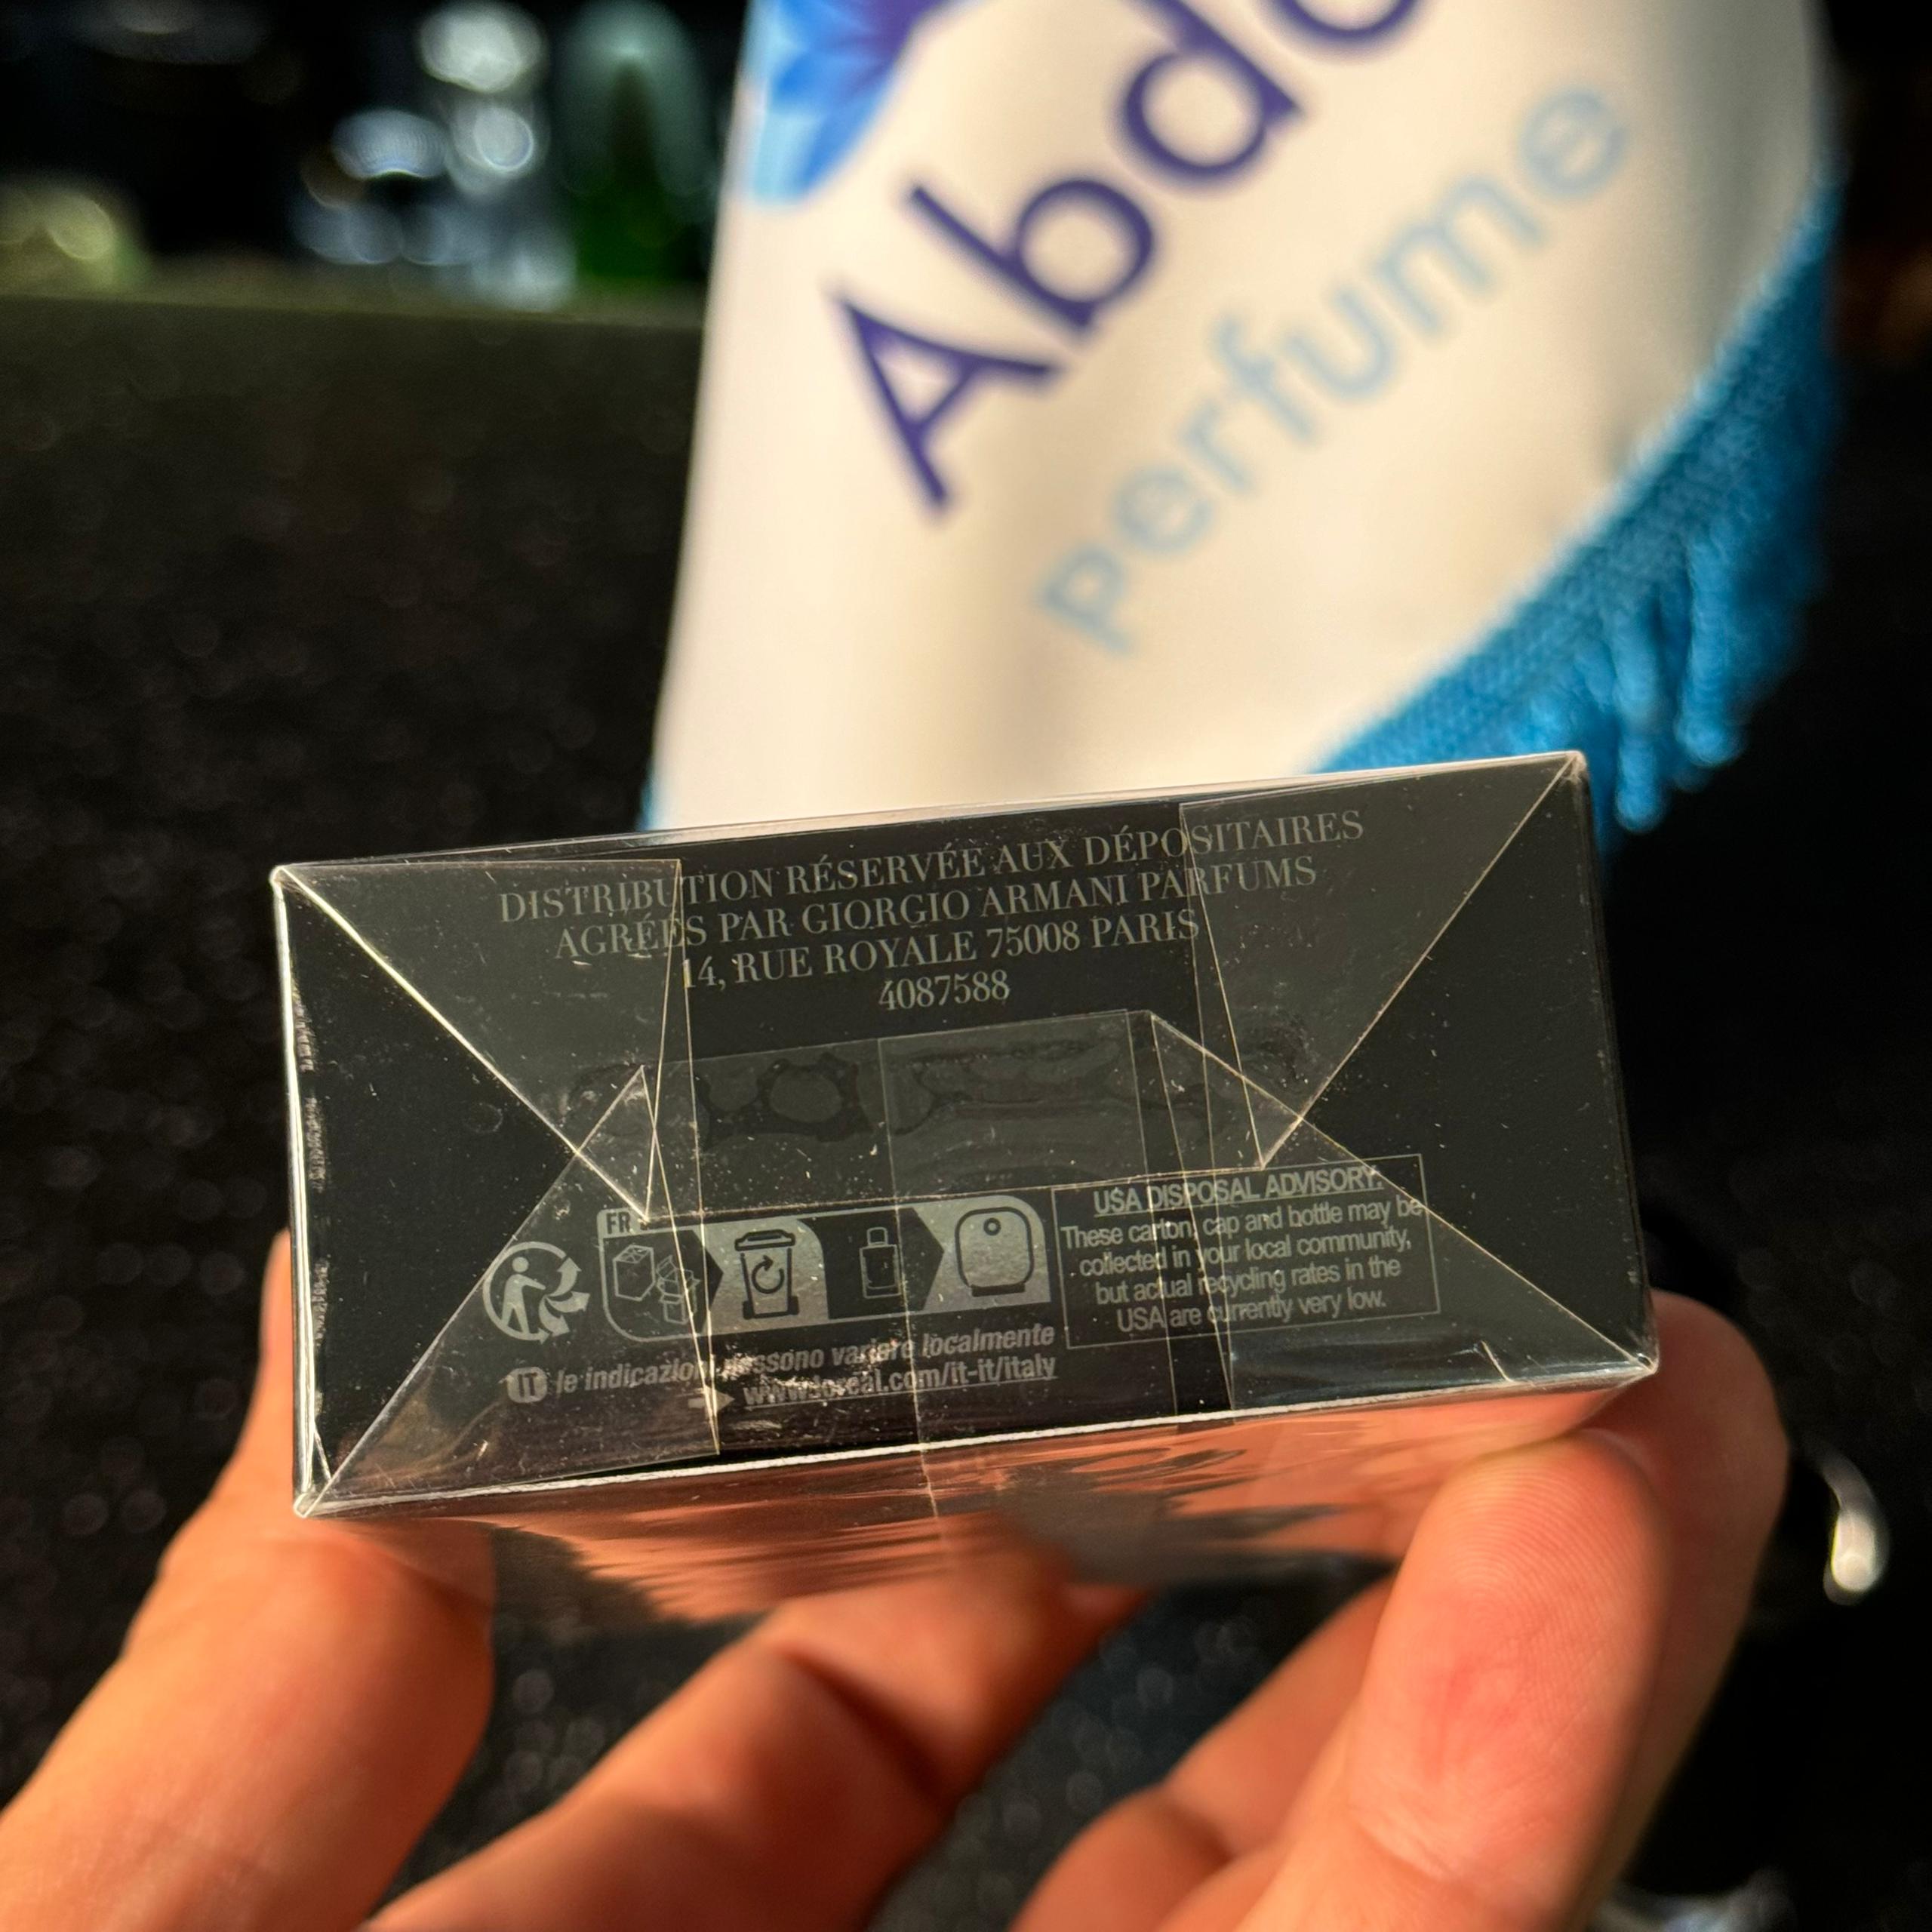 Abdo
Perfume
DISTRIBUTION RÉSERVÉE AUX DÉPOSITAIRES
AGRÉÉS PAR GIORGIO ARMANI PARFUMS
14, RUE ROYALE 75008 PARIS
4087588
FR
USA DISPOSAL ADVISORY:
These carton, cap and bottle may be
collected in your local community,
but actual recycling rates in the
USA are currently very low.
IT le indicazioni possono variare localmente
www.loreal.com/it-it/italy